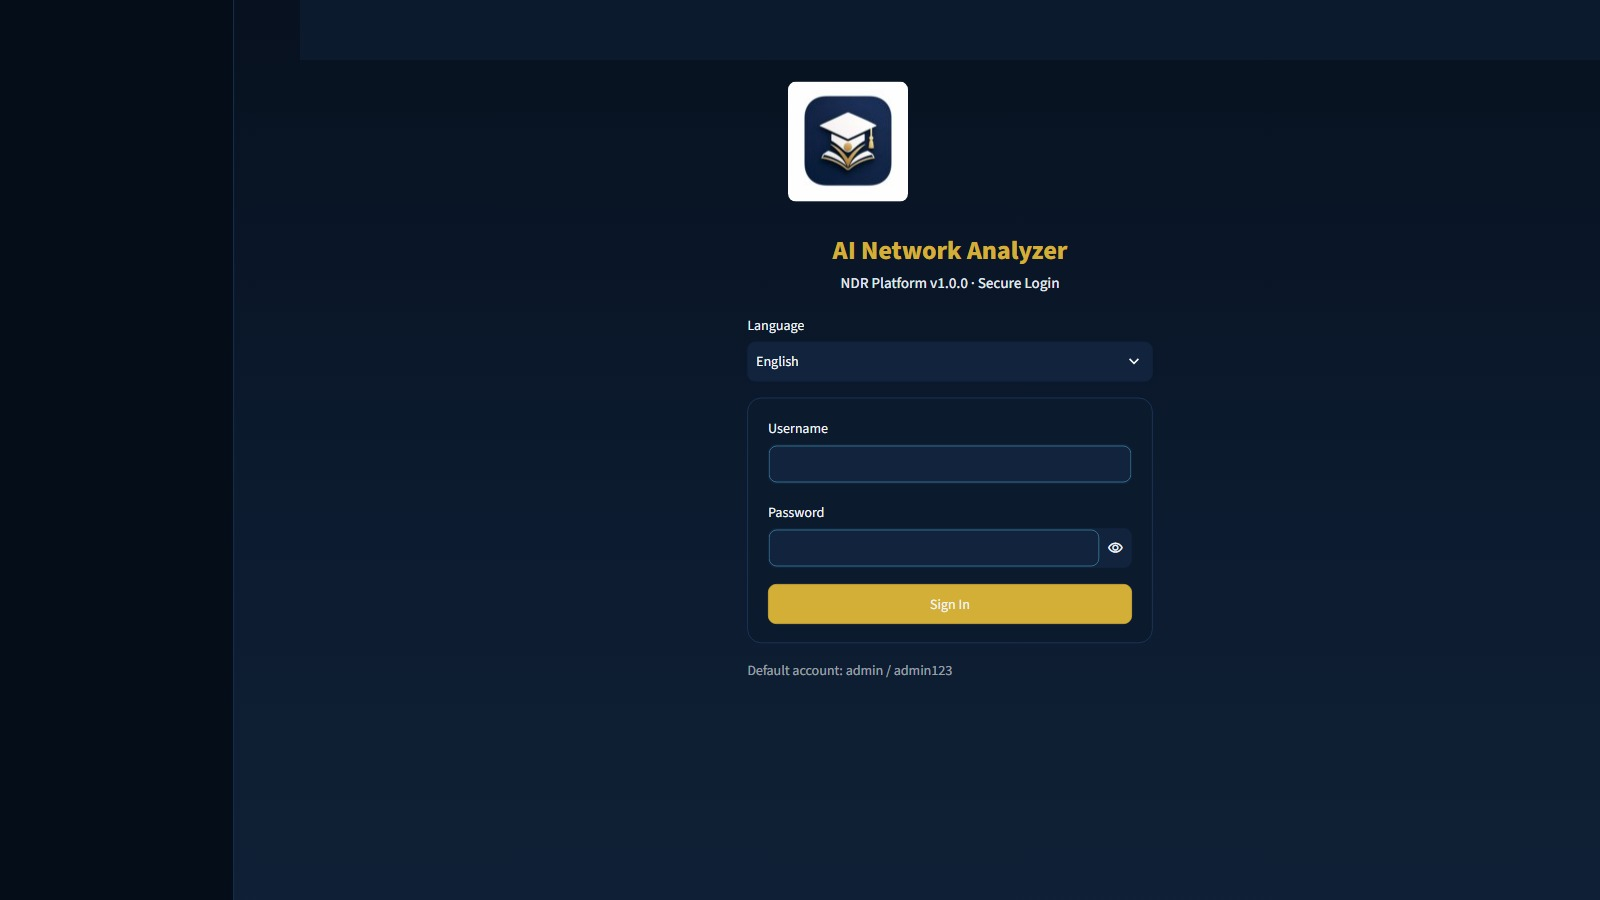 AI Network Analyzer
NDR Platform v1.0.0 · Secure Login
Language
English
Username
Password
Sign In
Default account: admin / admin123